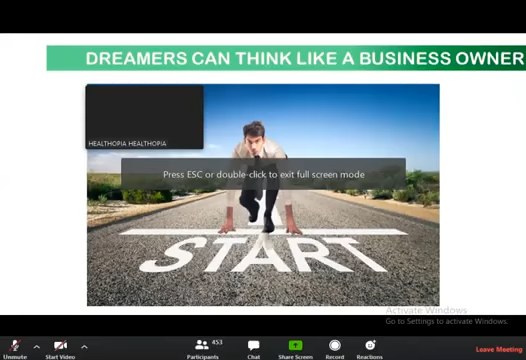 DREAMERS CAN THINK LIKE A BUSINESS OWNER
HEALTHOPIA HEALTHOPIA
Press ESC or double-click to exit full screen mode
START
Activate Windows
Go to Settings to activate Windows.
453
Unmute
Start Video
Participants
Chat
Share Screen
Record
Reactions
Leave Meeting